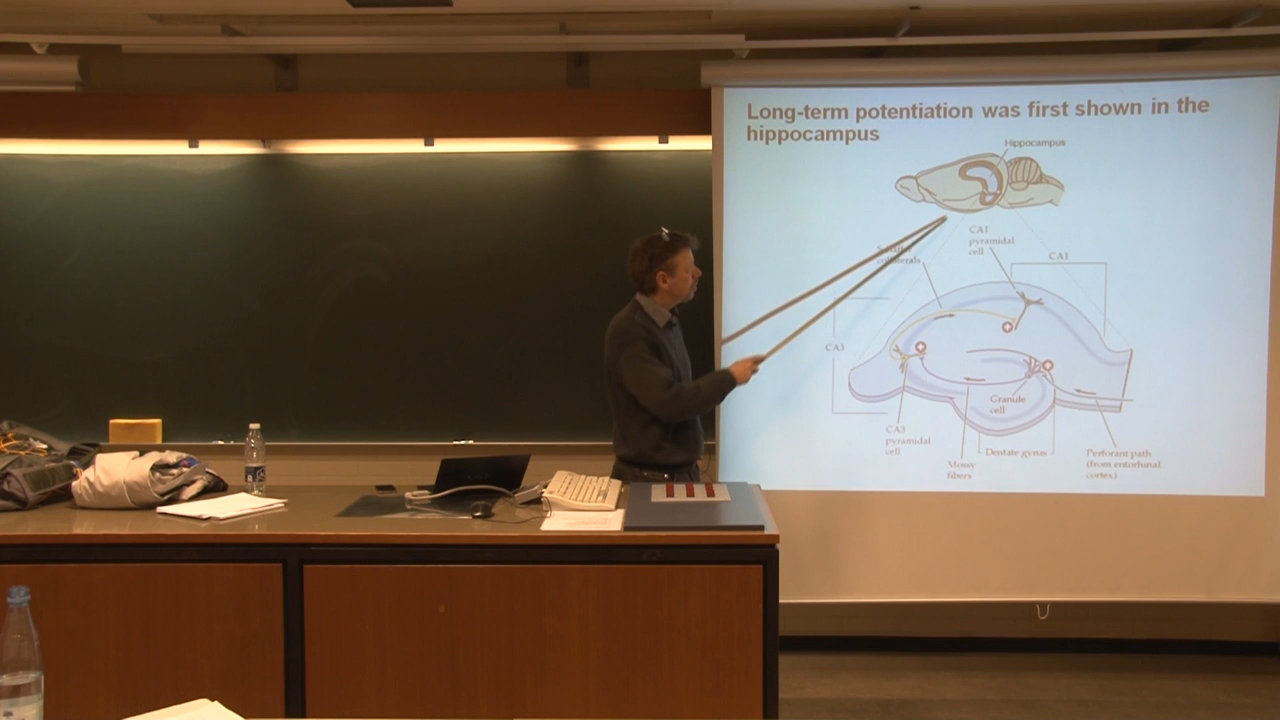 Long-term potentiation was first shown in the
hippocampus
Hippocampus
CA1
pyramidal
cell
collaterals
CA1
CA3
Granule
cell
CA3
pyramidal
cell
Dentate gyrus
Mossy
fibers
Perforant path
(from entorhinal
cortex)